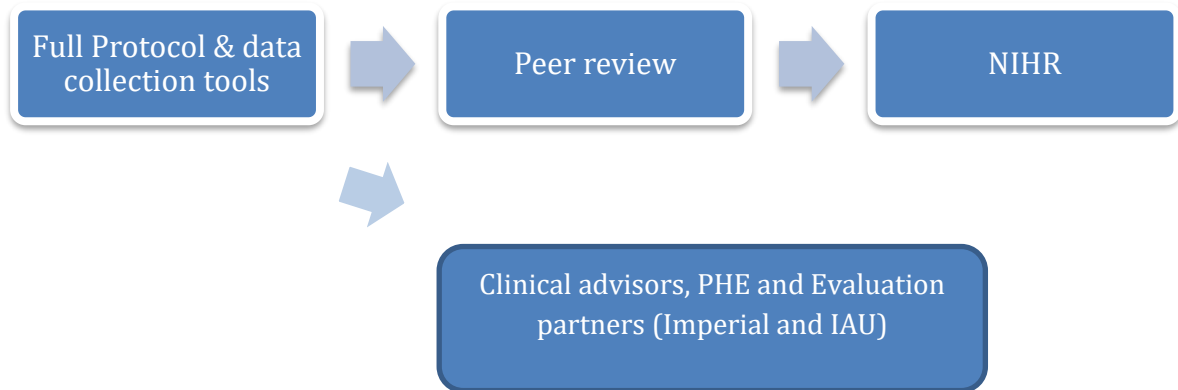 Full Protocol & data
collection tools
Peer review
NIHR
Clinical advisors, PHE and Evaluation
partners (Imperial and IAU)